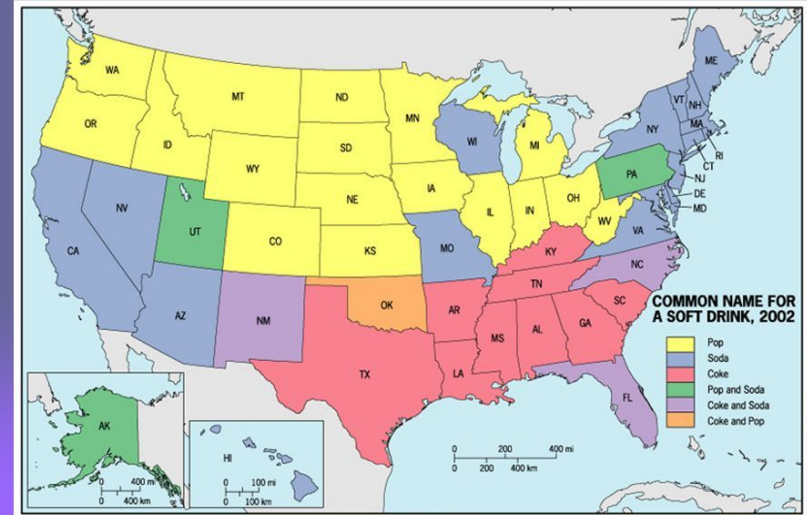 WA
OR
ID
MT
WY
ND
SD
NE
KS
CO
UT
NV
CA
AZ
NM
OK
TX
MN
IA
MO
AR
LA
WI
IL
MI
IN
OH
KY
TN
MS
AL
GA
SC
NC
FL
VA
WV
PA
NY
VT
NH
ME
MA
RI
CT
NJ
DE
MD
COMMON NAME FOR
A SOFT DRINK, 2002
Pop
Soda
Coke
Pop and Soda
Coke and Soda
Coke and Pop
AK
0 400 mi
0 400 km
HI
0 100 mi
0 100 km
0 200 400 mi
0 200 400 km